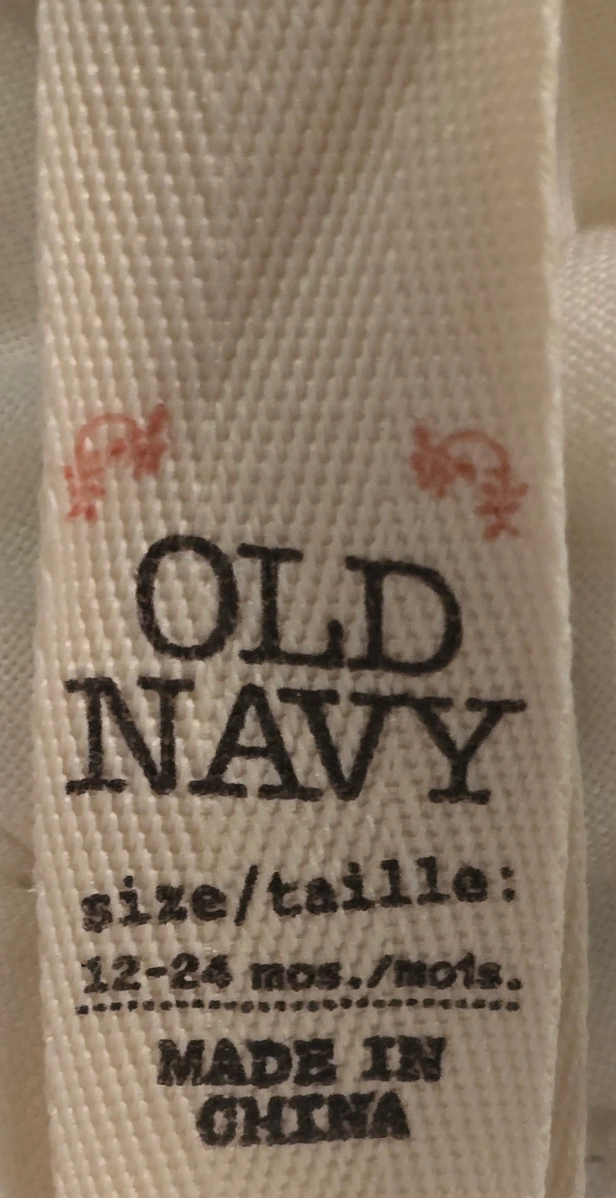 OLD
NAVY
size/taille:
12-24 mos./mois.
MADE IN
CHINA